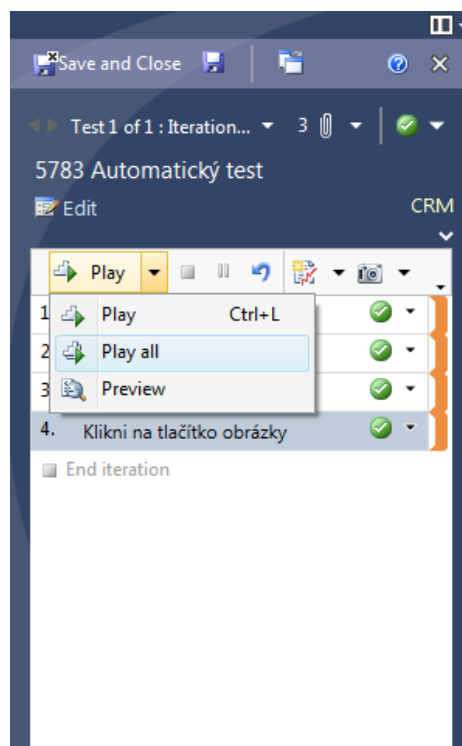 Save and Close
Test 1 of 1 : Iteration... 3
5783 Automatický test
Edit CRM
Play
1 Play Ctrl+L
2 Play all
3 Preview
4. Klikni na tlačítko obrázky
End iteration